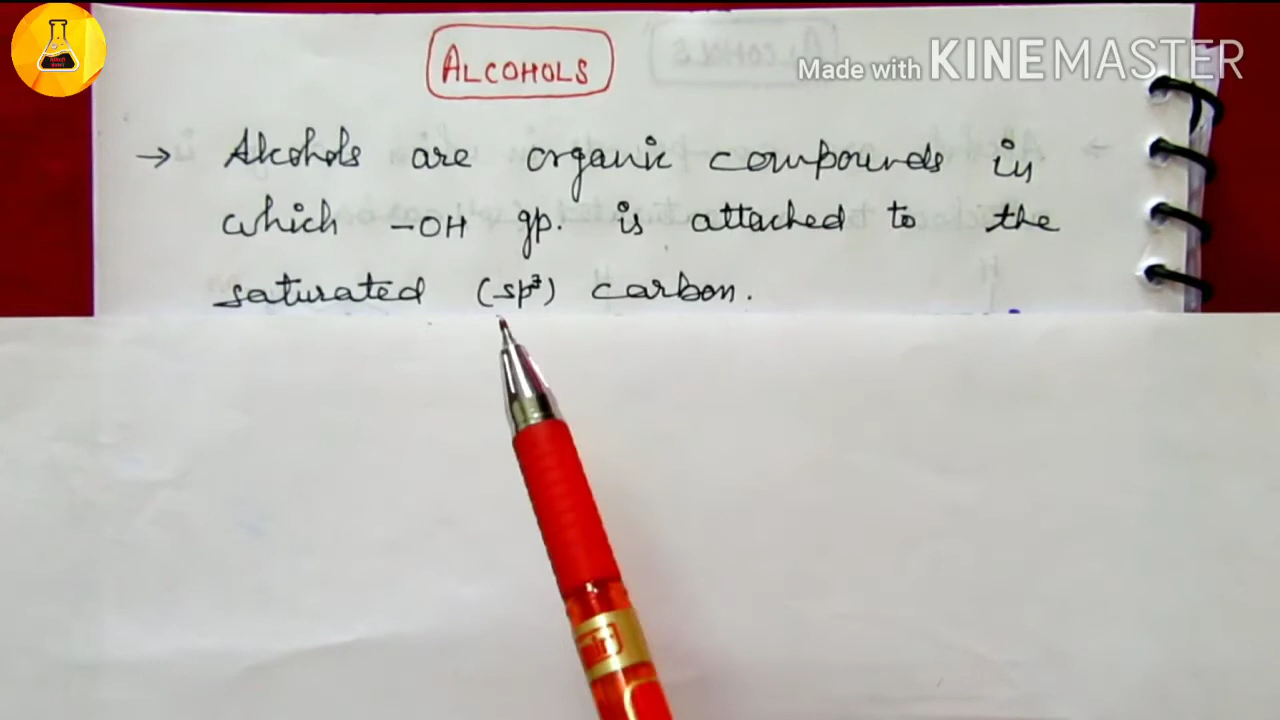 ALCOHOLS
Made with KINEMASTER
→ Alcohols are organic compounds in
which -OH gp. is attached to the
saturated (sp³) carbon.